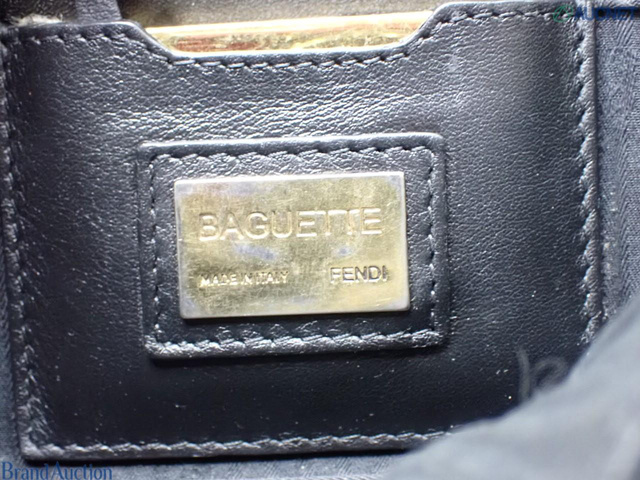 BAGUETTE
MADE IN ITALY FENDI
Brand Auction